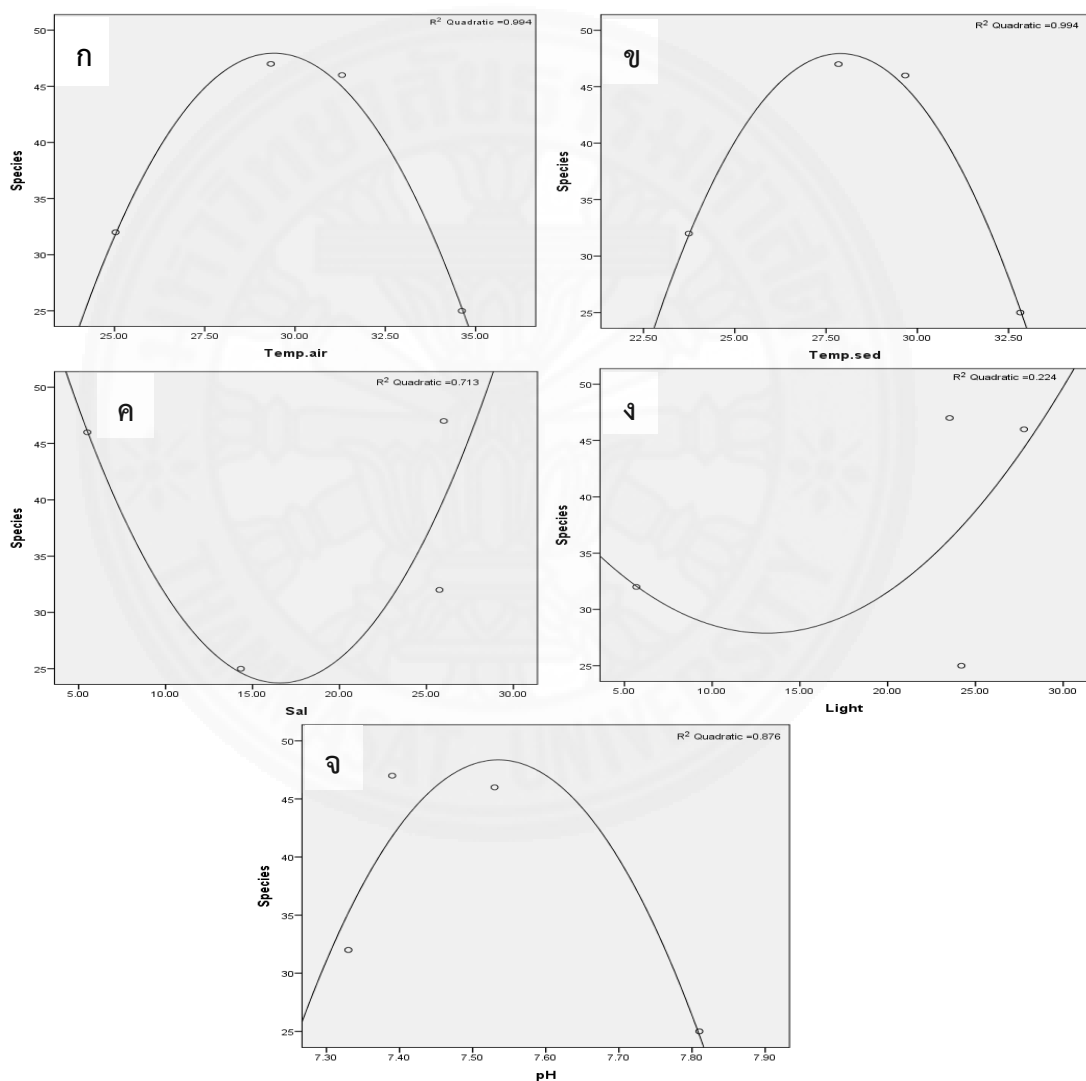 R² Quadratic =0.994
ก
50
45
40
35
30
25
Species
25.00 27.50 30.00 32.50 35.00
Temp.air
R² Quadratic =0.994
ข
50
45
40
35
30
25
Species
22.50 25.00 27.50 30.00 32.50
Temp.sed
R² Quadratic =0.713
ค
50
45
40
35
30
25
Species
5.00 10.00 15.00 20.00 25.00 30.00
Sal
R² Quadratic =0.224
ง
50
45
40
35
30
25
Species
5.00 10.00 15.00 20.00 25.00 30.00
Light
R² Quadratic =0.876
จ
50
45
40
35
30
25
Species
7.30 7.40 7.50 7.60 7.70 7.80 7.90
pH